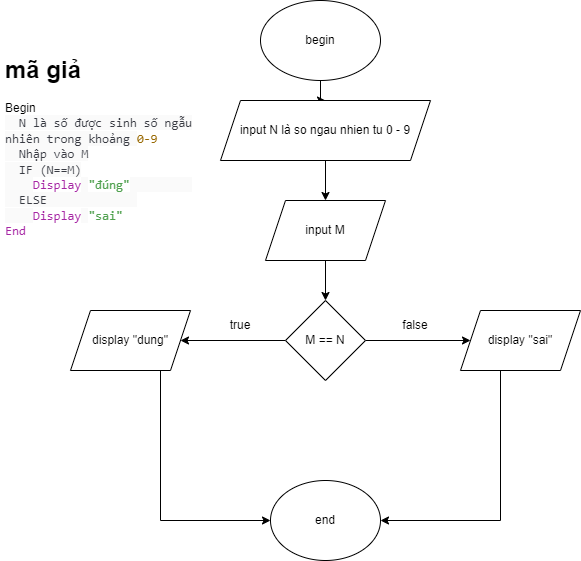 mã giả
Begin
N là số được sinh số ngẫu
nhiên trong khoảng 0-9
Nhập vào M
IF (N==M)
Display "đúng"
ELSE
Display "sai"
End
begin
input N là so ngau nhien tu 0 - 9
input M
true
false
display "dung"
M == N
display "sai"
end